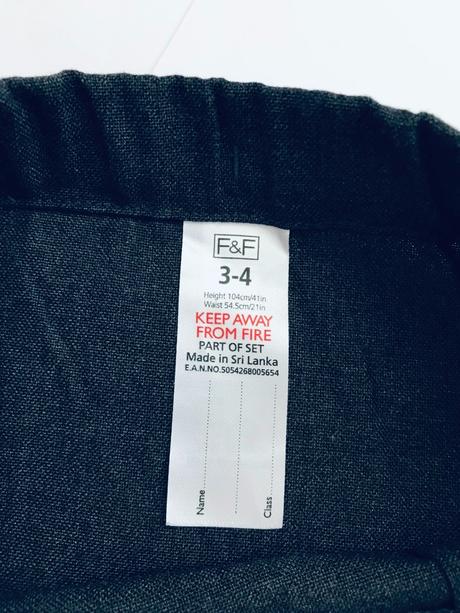 F&F
3-4
Height 104cm/41in
Waist 54.5cm/21in
KEEP AWAY
FROM FIRE
PART OF SET
Made in Sri Lanka
E.A.N.NO.5054268005654
Name
Class